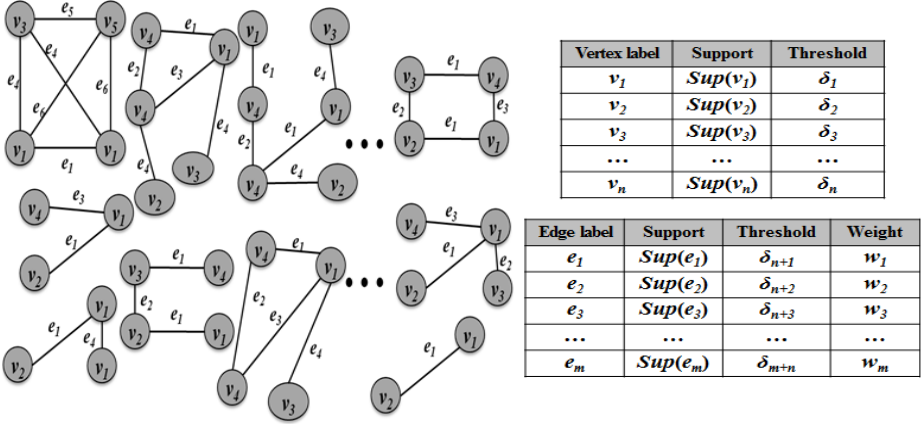 v3 e5 v5
e4
e4 e6 e6
v1 e1 v1
v4 e1 v1
e2 e3
v4 e4
e4 v3
v2
v1
e1
v4
e2 e1
v4 e4 v2
v3
e4
v1
•••
v3 e1 v4
e2 e3
v2 e1 v1
Vertex label Support Threshold
v1 Sup(v1) δ1
v2 Sup(v2) δ2
v3 Sup(v3) δ3
... ... ...
vn Sup(vn) δn
v4 e3 v1
e1
v2
v3 e1 v4
e2
v2 e1 v1
v4 e1 v1
e2 e3
e4
v4 v3
•••
v4 e3 v1
e1 e2
v2 v3
v1
e1 e4
v2 v1
v1
e1
v2
Edge label Support Threshold Weight
e1 Sup(e1) δn+1 w1
e2 Sup(e2) δn+2 w2
e3 Sup(e3) δn+3 w3
... ... ... ...
em Sup(em) δm+n wm